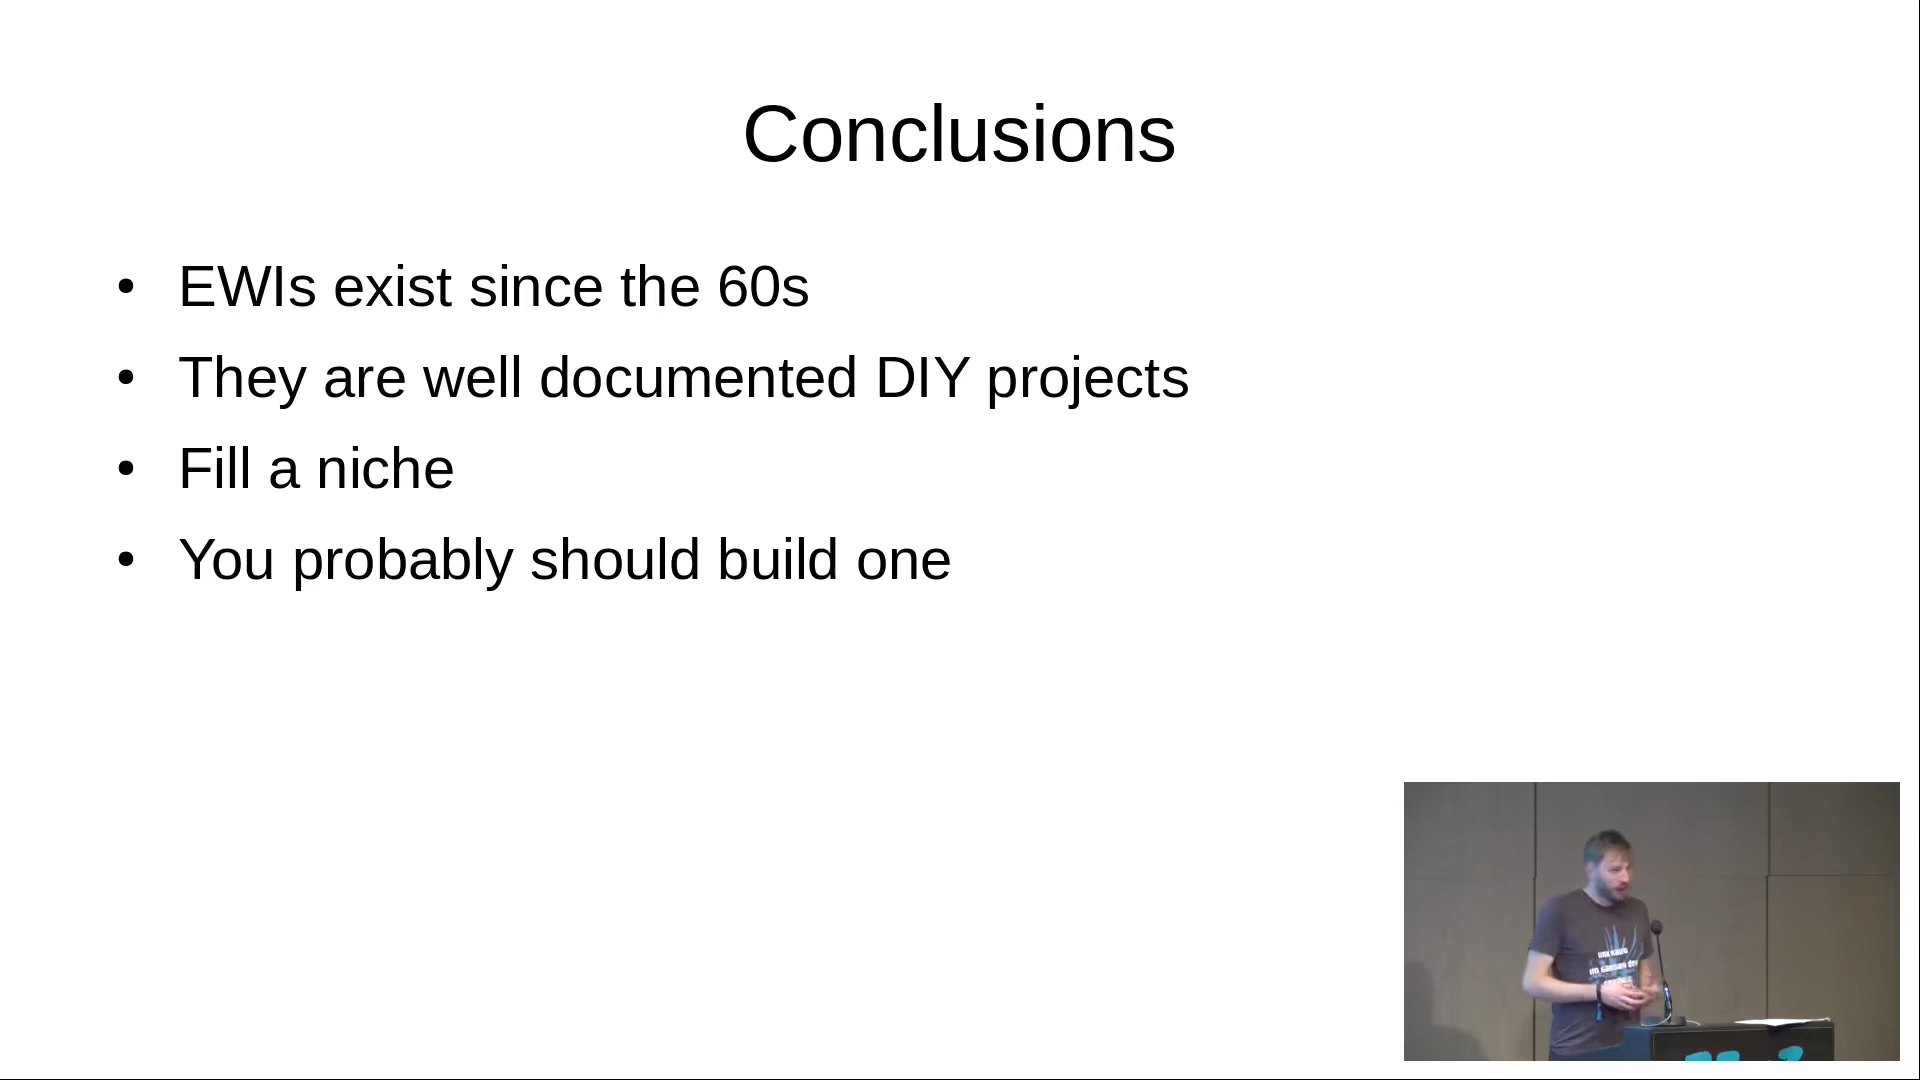 Conclusions
• EWIs exist since the 60s
• They are well documented DIY projects
• Fill a niche
• You probably should build one